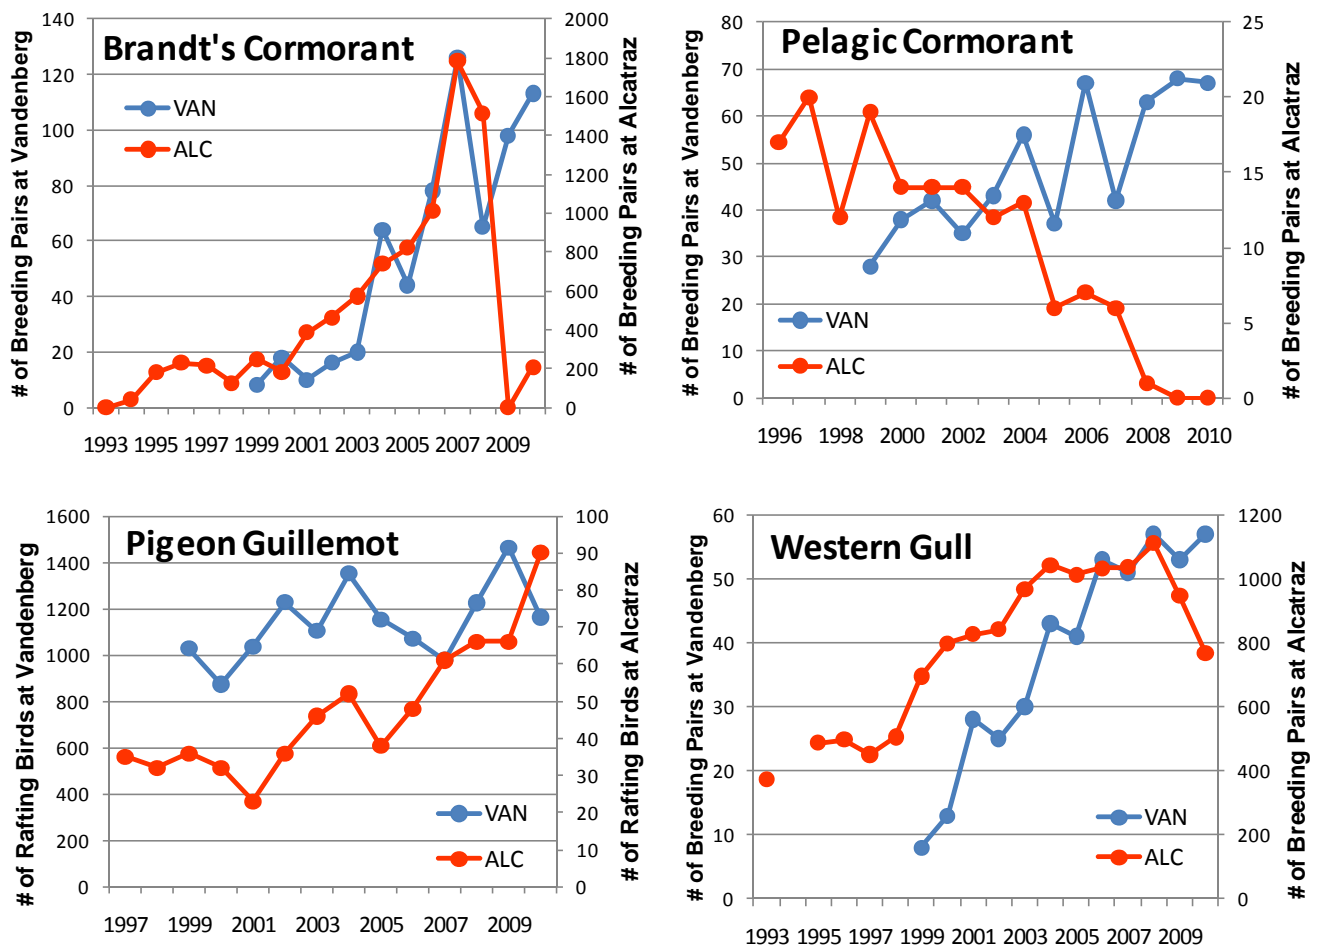 Brandt's Cormorant
# of Breeding Pairs at Vandenberg
140
120
100
80
60
40
20
0
VAN
ALC
2000
1800
1600
1400
1200
1000
800
600
400
200
0
# of Breeding Pairs at Alcatraz
1993 1995 1997 1999 2001 2003 2005 2007 2009
Pelagic Cormorant
# of Breeding Pairs at Vandenberg
80
70
60
50
40
30
20
10
0
VAN
ALC
25
20
15
10
5
0
# of Breeding Pairs at Alcatraz
1996 1998 2000 2002 2004 2006 2008 2010
Pigeon Guillemot
# of Rafting Birds at Vandenberg
1600
1400
1200
1000
800
600
400
200
0
VAN
ALC
100
90
80
70
60
50
40
30
20
10
0
# of Rafting Birds at Alcatraz
1997 1999 2001 2003 2005 2007 2009
Western Gull
# of Breeding Pairs at Vandenberg
60
50
40
30
20
10
0
VAN
ALC
1200
1000
800
600
400
200
0
# of Breeding Pairs at Alcatraz
1993 1995 1997 1999 2001 2003 2005 2007 2009